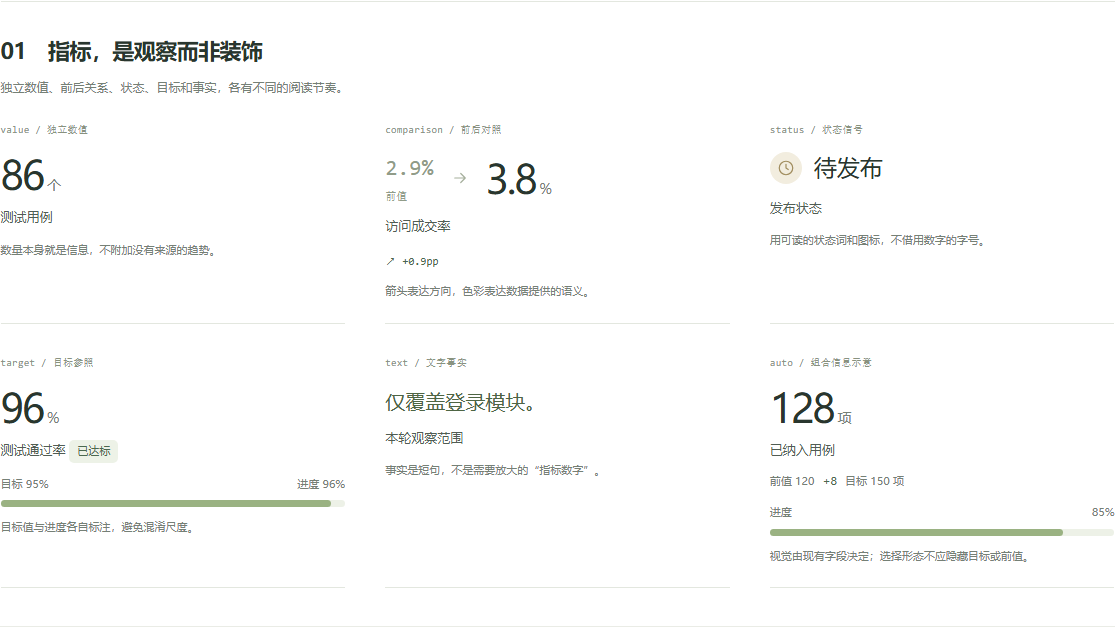 01 指标，是观察而非装饰
独立数值、前后关系、状态、目标和事实，各有不同的阅读节奏。
value / 独立数值
86个
测试用例
数量本身就是信息，不附加没有来源的趋势。
comparison / 前后对照
2.9% → 3.8%
前值
访问成交率
↗ +0.9pp
箭头表达方向，色彩表达数据提供的语义。
status / 状态信号
待发布
发布状态
用可读的状态词和图标，不借用数字的字号。
target / 目标参照
96%
测试通过率 已达标
目标 95% 进度 96%
目标值与进度各自标注，避免混淆尺度。
text / 文字事实
仅覆盖登录模块。
本轮观察范围
事实是短句，不是需要放大的“指标数字”。
auto / 组合信息示意
128项
已纳入用例
前值 120 +8 目标 150 项
进度 85%
视觉由现有字段决定；选择形态不应隐藏目标或前值。